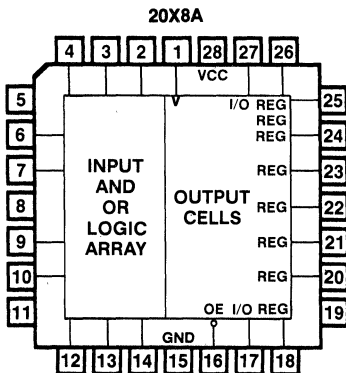 20X8A
4 3 2 1 28 27 26
VCC
5 I/O REG 25
REG
6 REG 24
7 INPUT AND OR LOGIC ARRAY REG 23
8 OUTPUT CELLS REG 22
9 REG 21
10 REG 20
11 OE I/O REG 19
GND
12 13 14 15 16 17 18